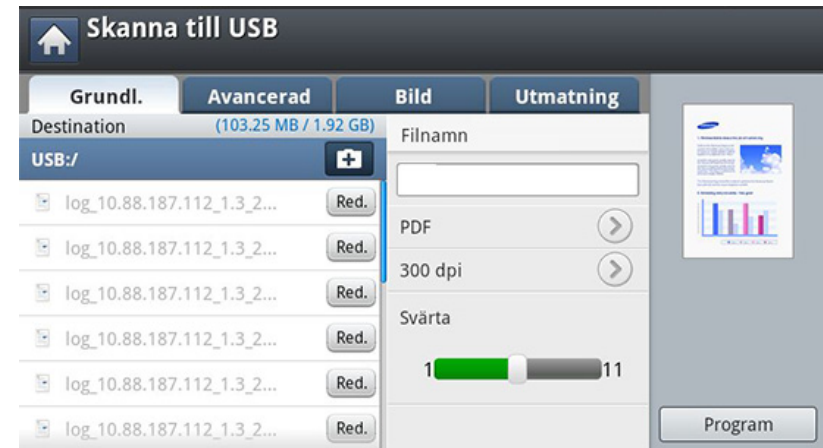 Skanna till USB
Grundl.
Avancerad
Bild
Utmatning
Destination
(103.25 MB / 1.92 GB)
USB:/
log_10.88.187.112_1.3_2...
Red.
log_10.88.187.112_1.3_2...
Red.
log_10.88.187.112_1.3_2...
Red.
log_10.88.187.112_1.3_2...
Red.
log_10.88.187.112_1.3_2...
Red.
log_10.88.187.112_1.3_2...
Red.
Filnamn
PDF
300 dpi
Svärta
1
11
Program